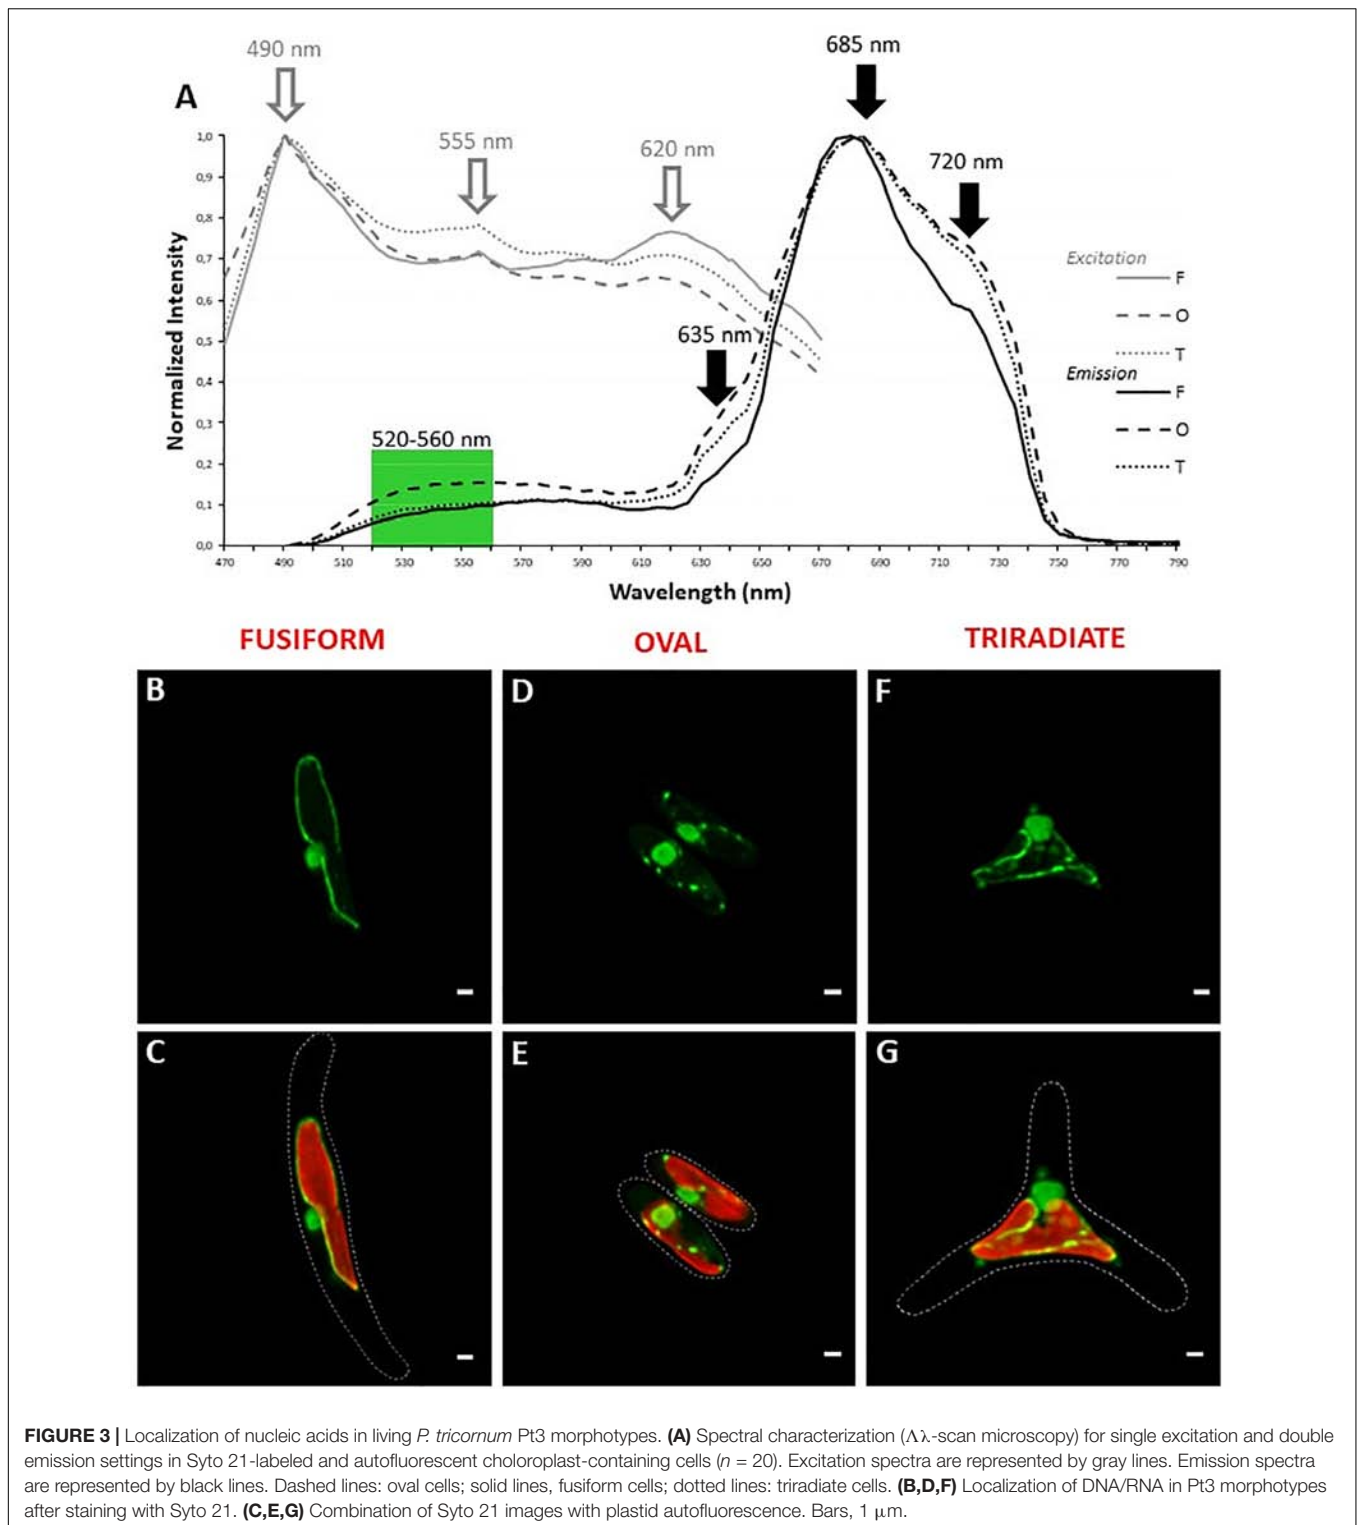 490 nm
685 nm
A
555 nm
620 nm
720 nm
1,0
0,9
0,8
0,7
0,6
0,5
0,4
0,3
0,2
0,1
0,0
Normalized Intensity
635 nm
520-560 nm
Excitation
F
O
T
Emission
F
O
T
470 490 510 530 550 570 590 610 630 650 670 690 710 730 750 770 790
Wavelength (nm)
FUSIFORM OVAL TRIRADIATE
B D F
C E G
FIGURE 3 | Localization of nucleic acids in living P. tricornum Pt3 morphotypes. (A) Spectral characterization (Λλ-scan microscopy) for single excitation and double
emission settings in Syto 21-labeled and autofluorescent choloroplast-containing cells (n = 20). Excitation spectra are represented by gray lines. Emission spectra
are represented by black lines. Dashed lines: oval cells; solid lines, fusiform cells; dotted lines: triradiate cells. (B,D,F) Localization of DNA/RNA in Pt3 morphotypes
after staining with Syto 21. (C,E,G) Combination of Syto 21 images with plastid autofluorescence. Bars, 1 μm.